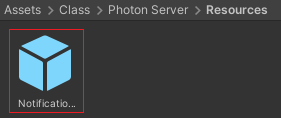 Assets > Class > Photon Server > Resources
Notificatio...